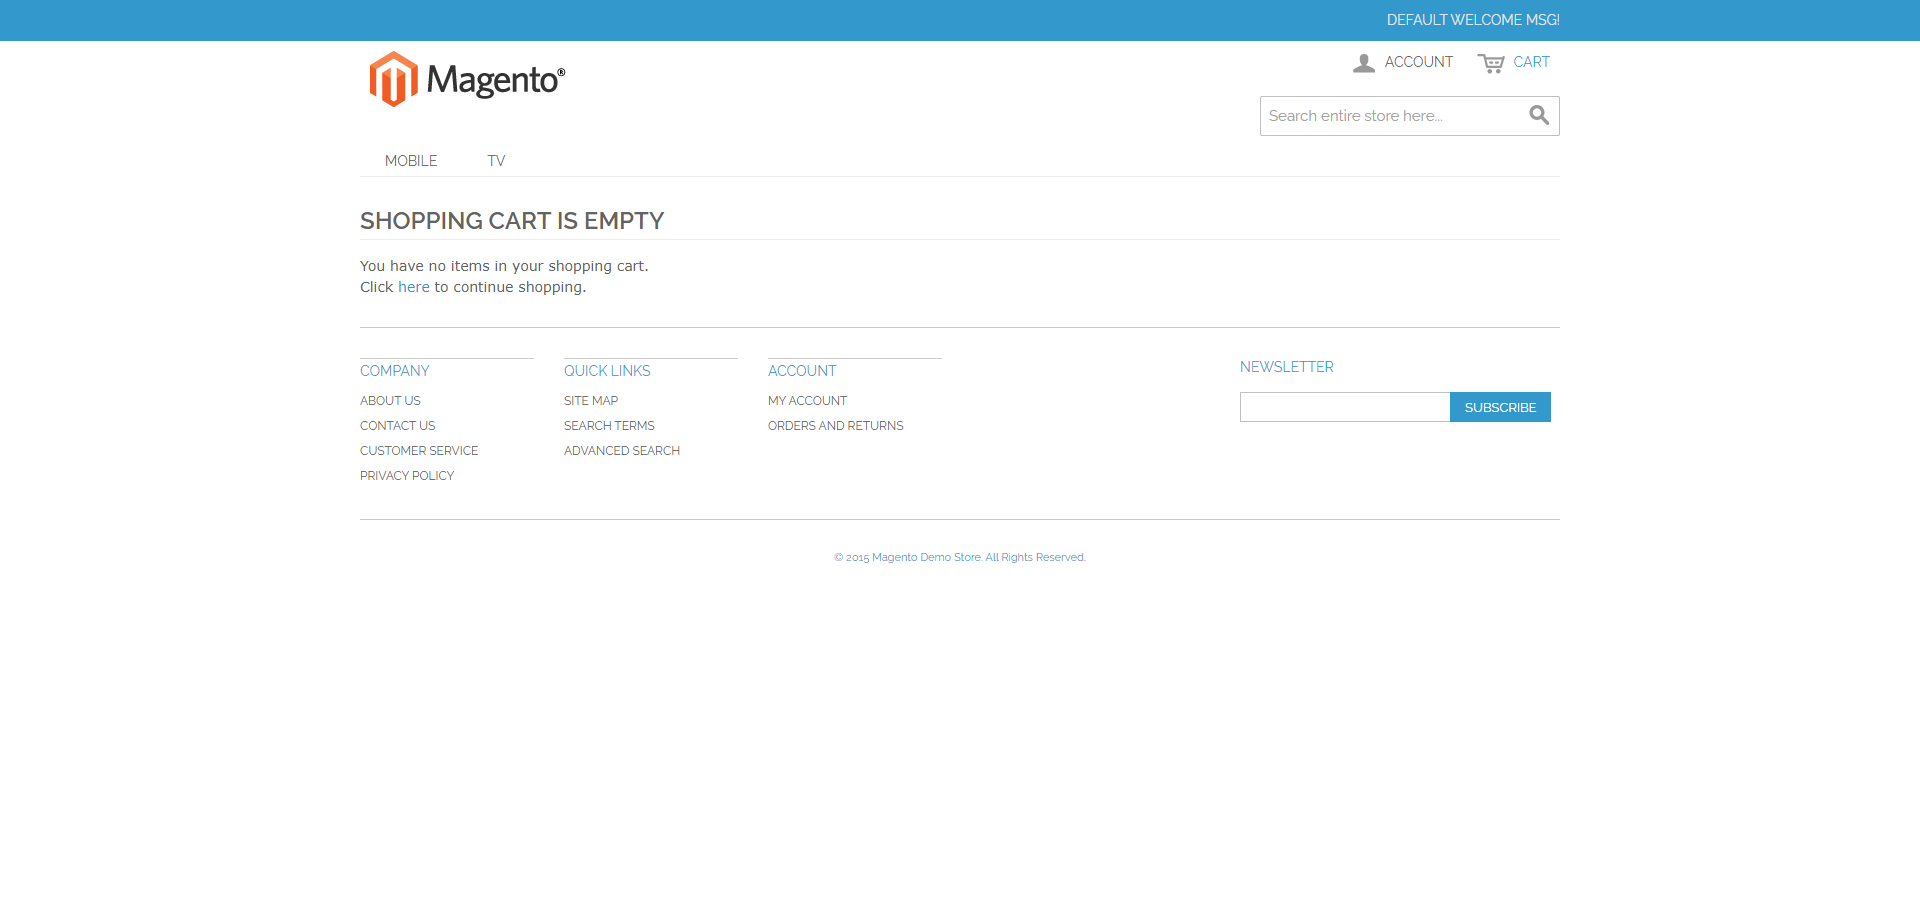 DEFAULT WELCOME MSG!
Magento®
ACCOUNT
CART
Search entire store here...
MOBILE
TV
SHOPPING CART IS EMPTY
You have no items in your shopping cart.
Click here to continue shopping.
COMPANY
ABOUT US
CONTACT US
CUSTOMER SERVICE
PRIVACY POLICY
QUICK LINKS
SITE MAP
SEARCH TERMS
ADVANCED SEARCH
ACCOUNT
MY ACCOUNT
ORDERS AND RETURNS
NEWSLETTER
SUBSCRIBE
© 2015 Magento Demo Store. All Rights Reserved.